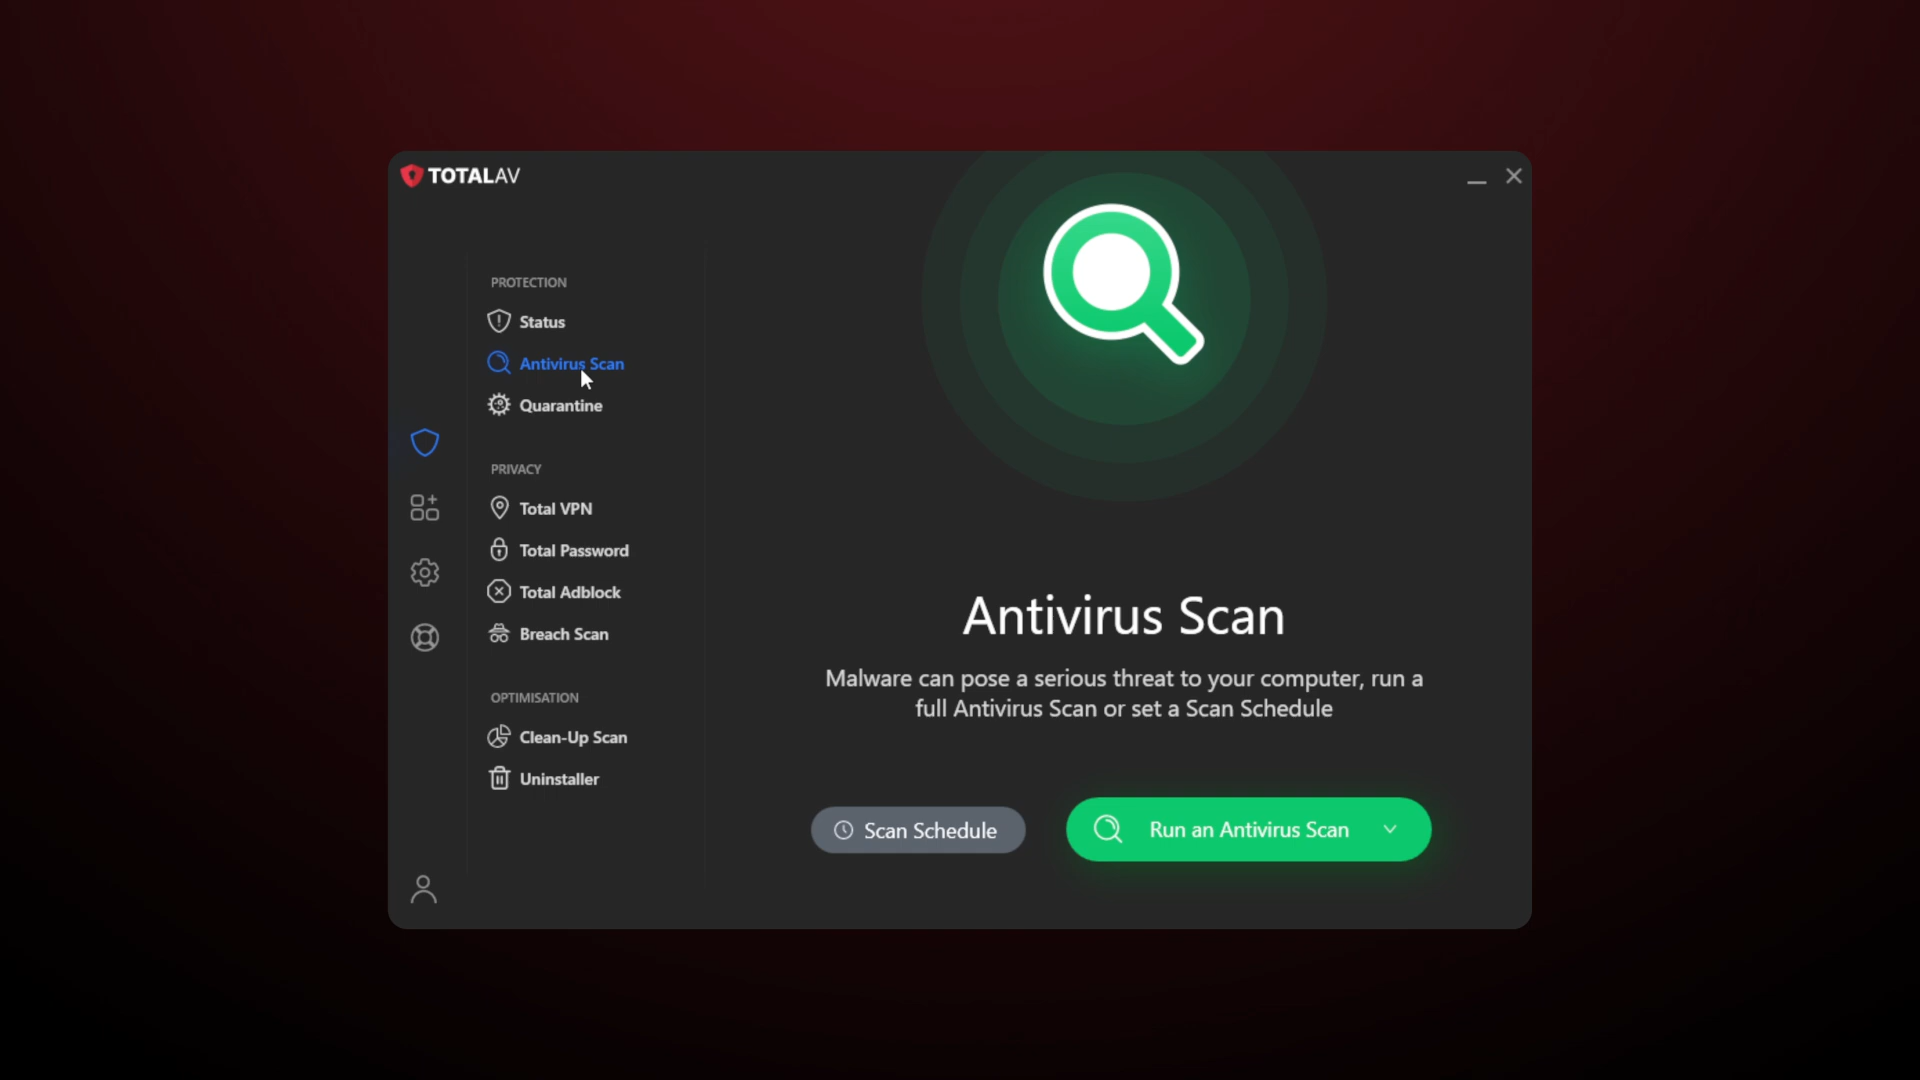 TOTALAV
PROTECTION
Status
Antivirus Scan
Quarantine
PRIVACY
Total VPN
Total Password
Total Adblock
Breach Scan
OPTIMISATION
Clean-Up Scan
Uninstaller
Antivirus Scan
Malware can pose a serious threat to your computer, run a
full Antivirus Scan or set a Scan Schedule
Scan Schedule
Run an Antivirus Scan